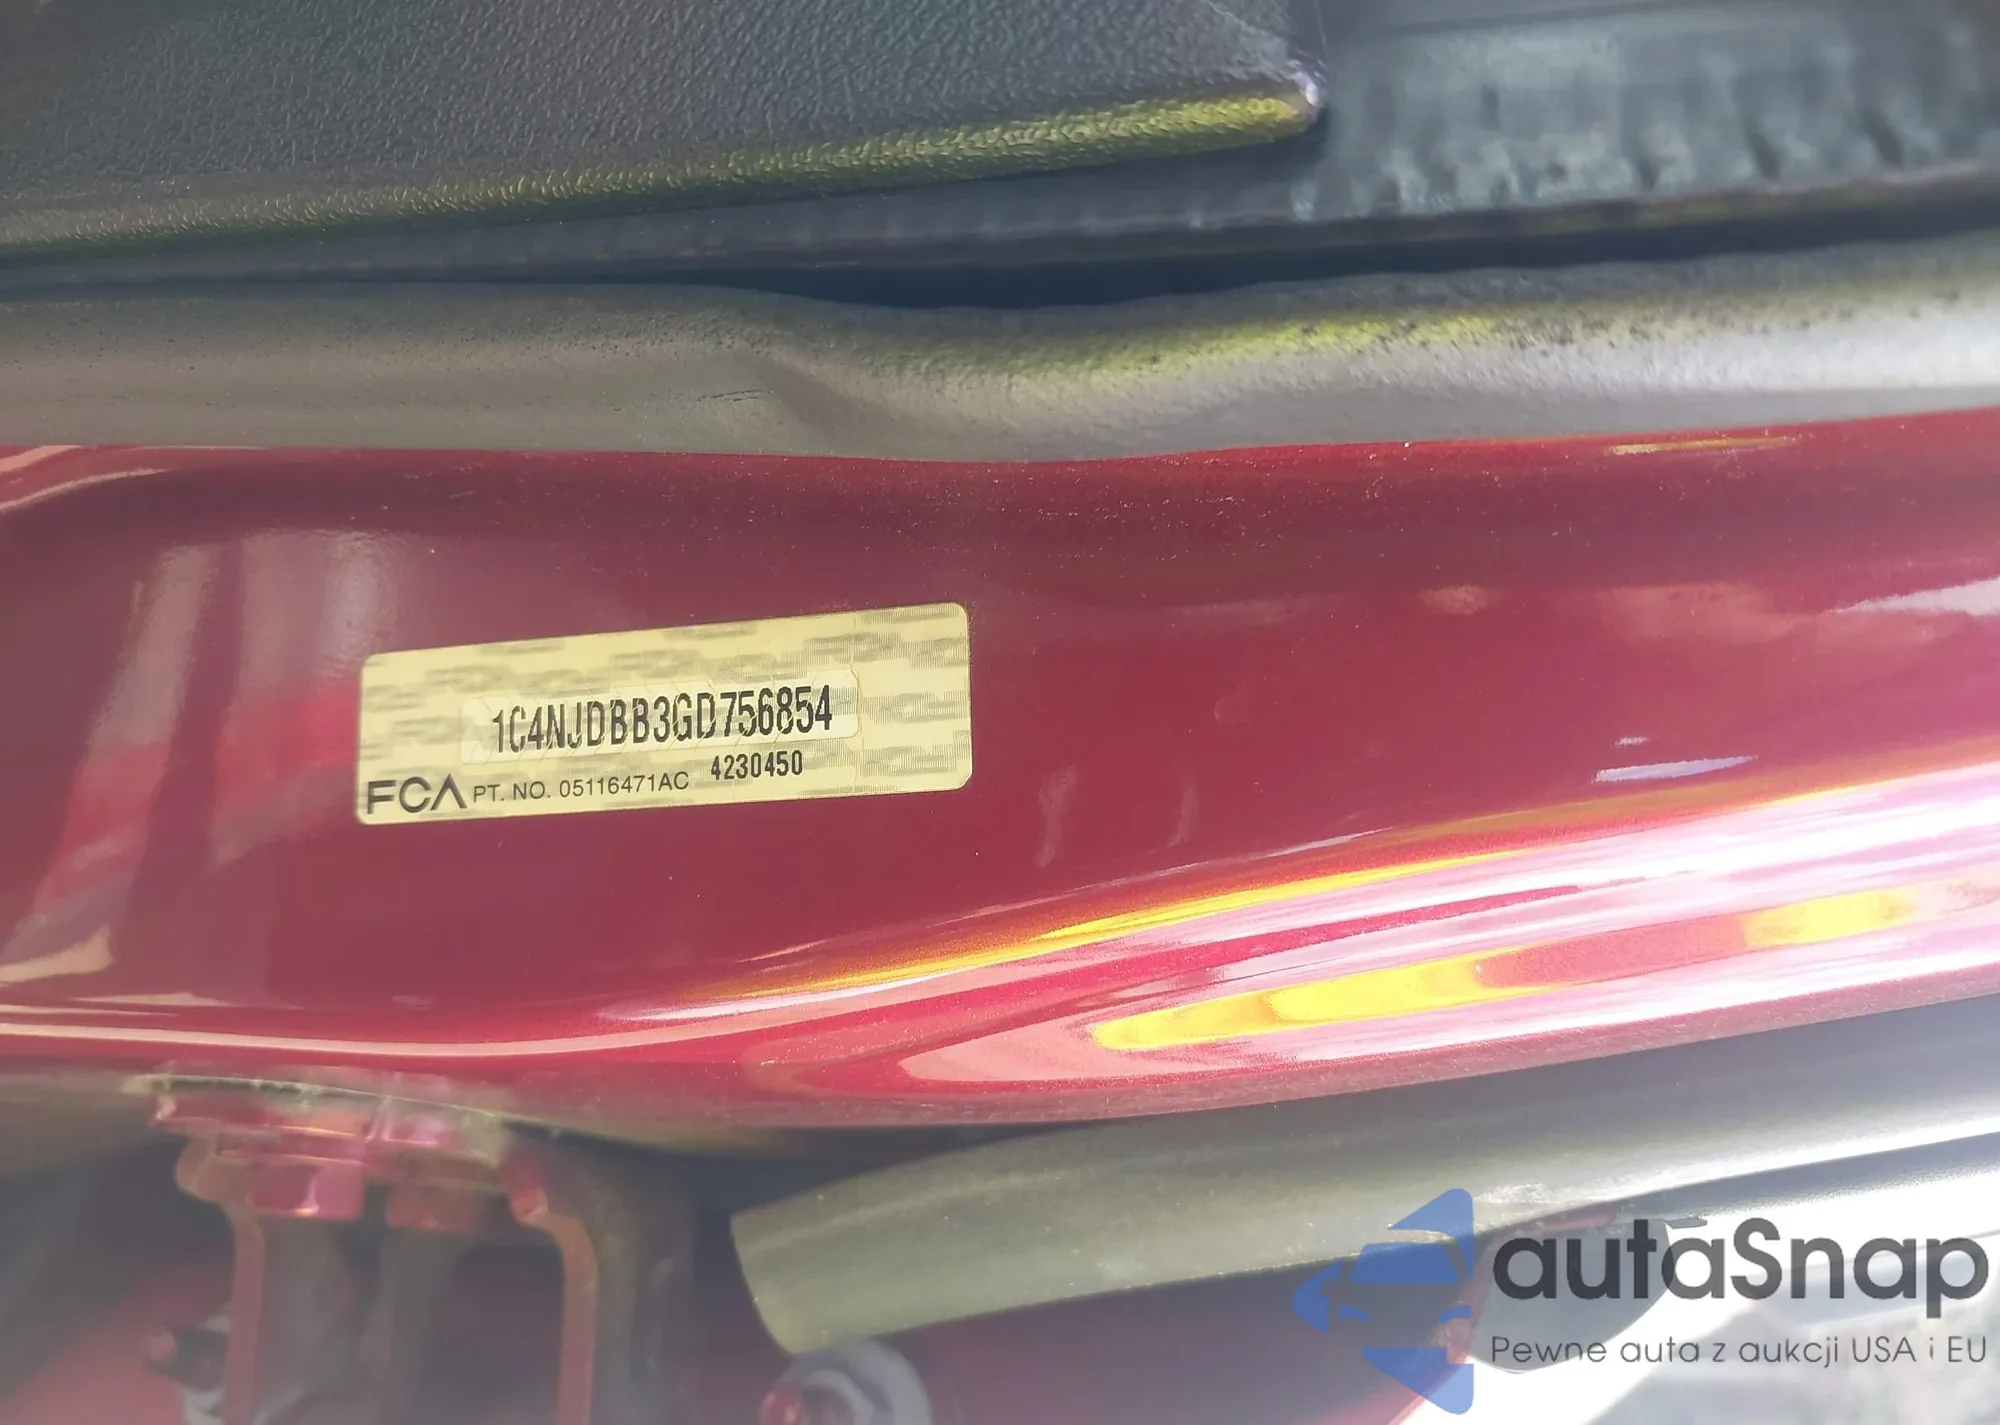 1C4NJDBB3GD756854
FCA PT. NO. 05116471AC 4230450
autaSnap
Pewne auta z aukcji USA i EU